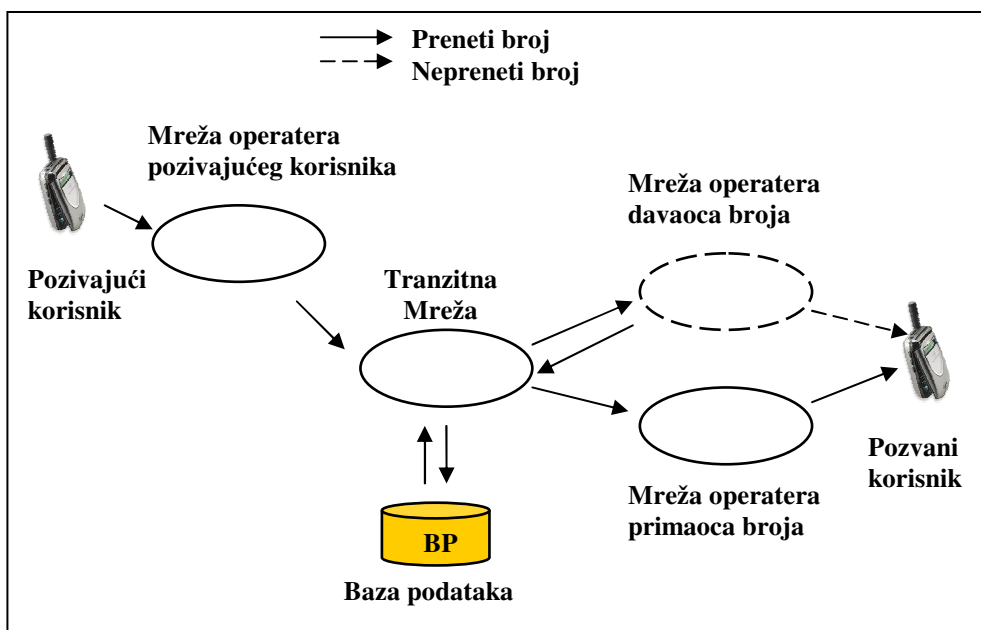 Preneti broj
Nepreneti broj
Mreža operatera
pozivajućeg korisnika
Mreža operatera
davaoca broja
Pozivajući
korisnik
Tranzitna
Mreža
Pozvani
korisnik
Mreža operatera
primaoca broja
BP
Baza podataka